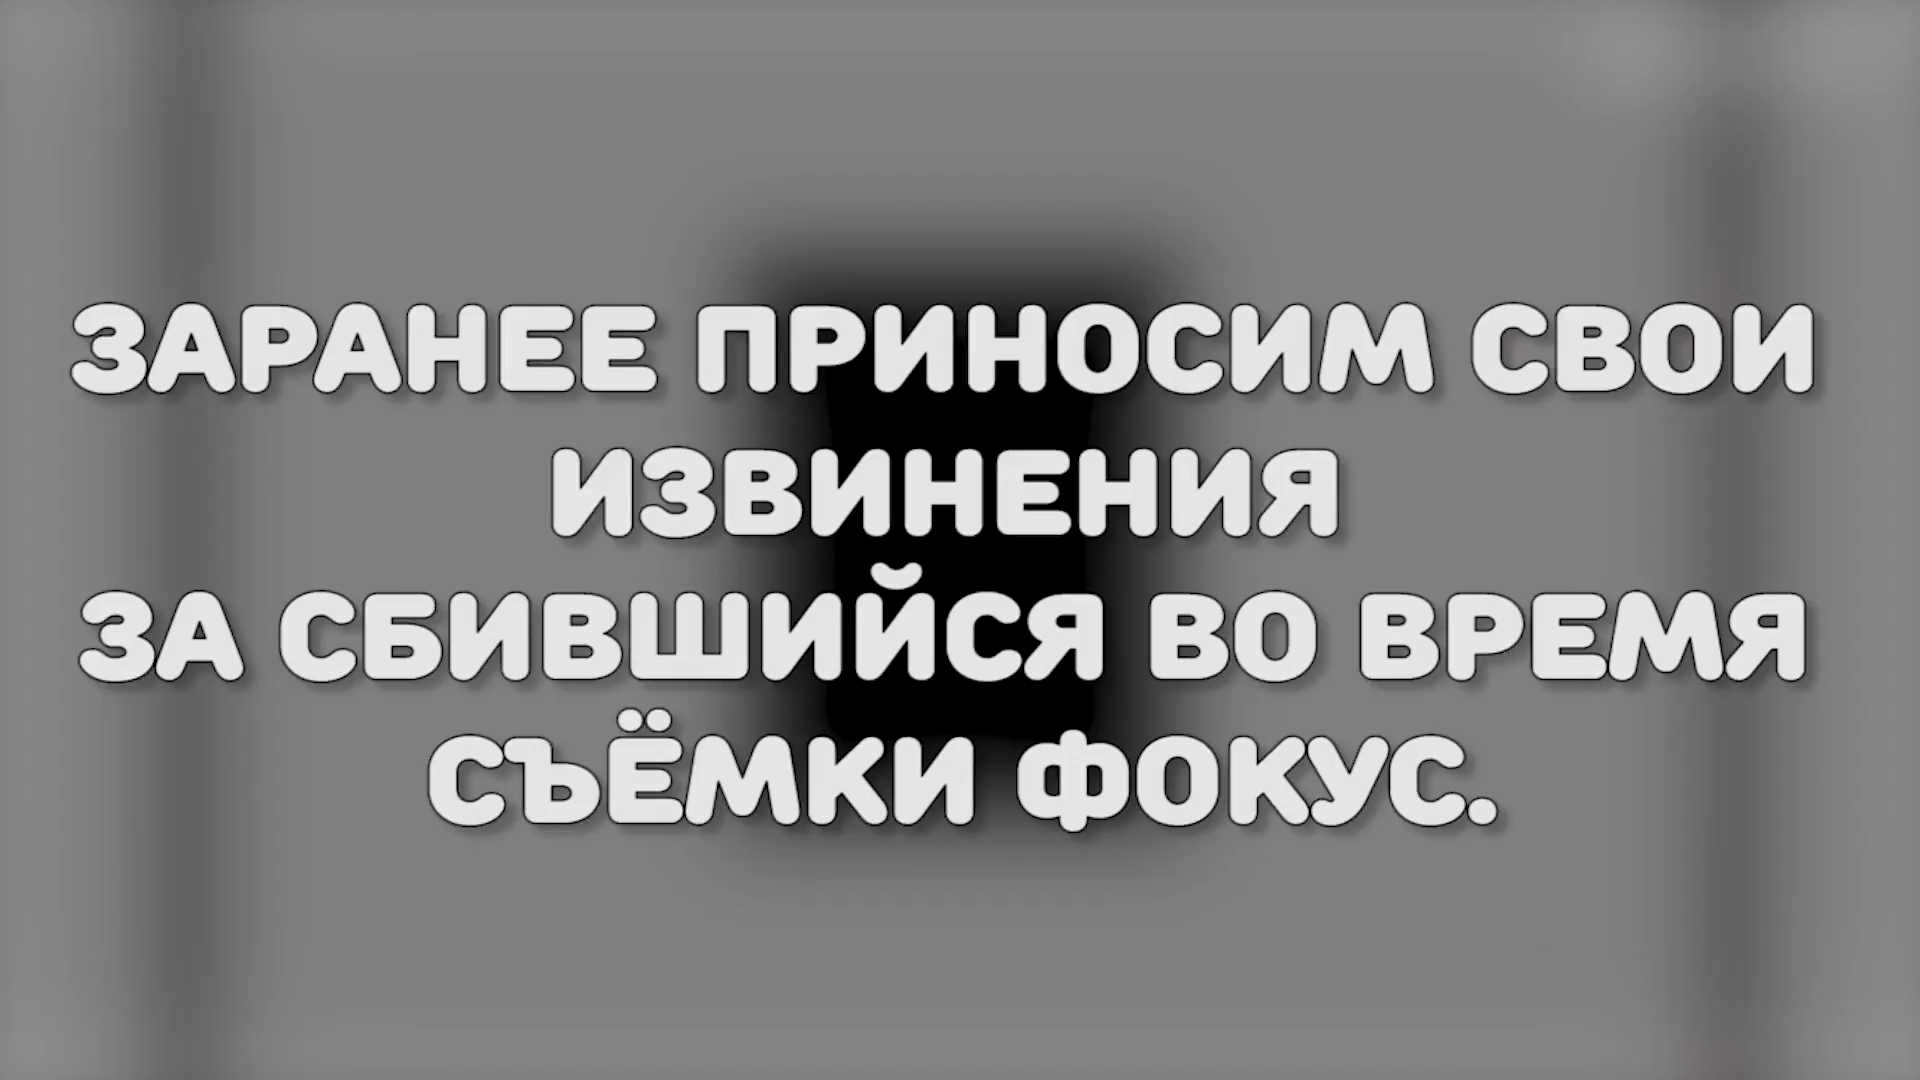 ЗАРАНЕЕ ПРИНОСИМ СВОИ
ИЗВИНЕНИЯ
ЗА СБИВШИЙСЯ ВО ВРЕМЯ
СЪЁМКИ ФОКУС.